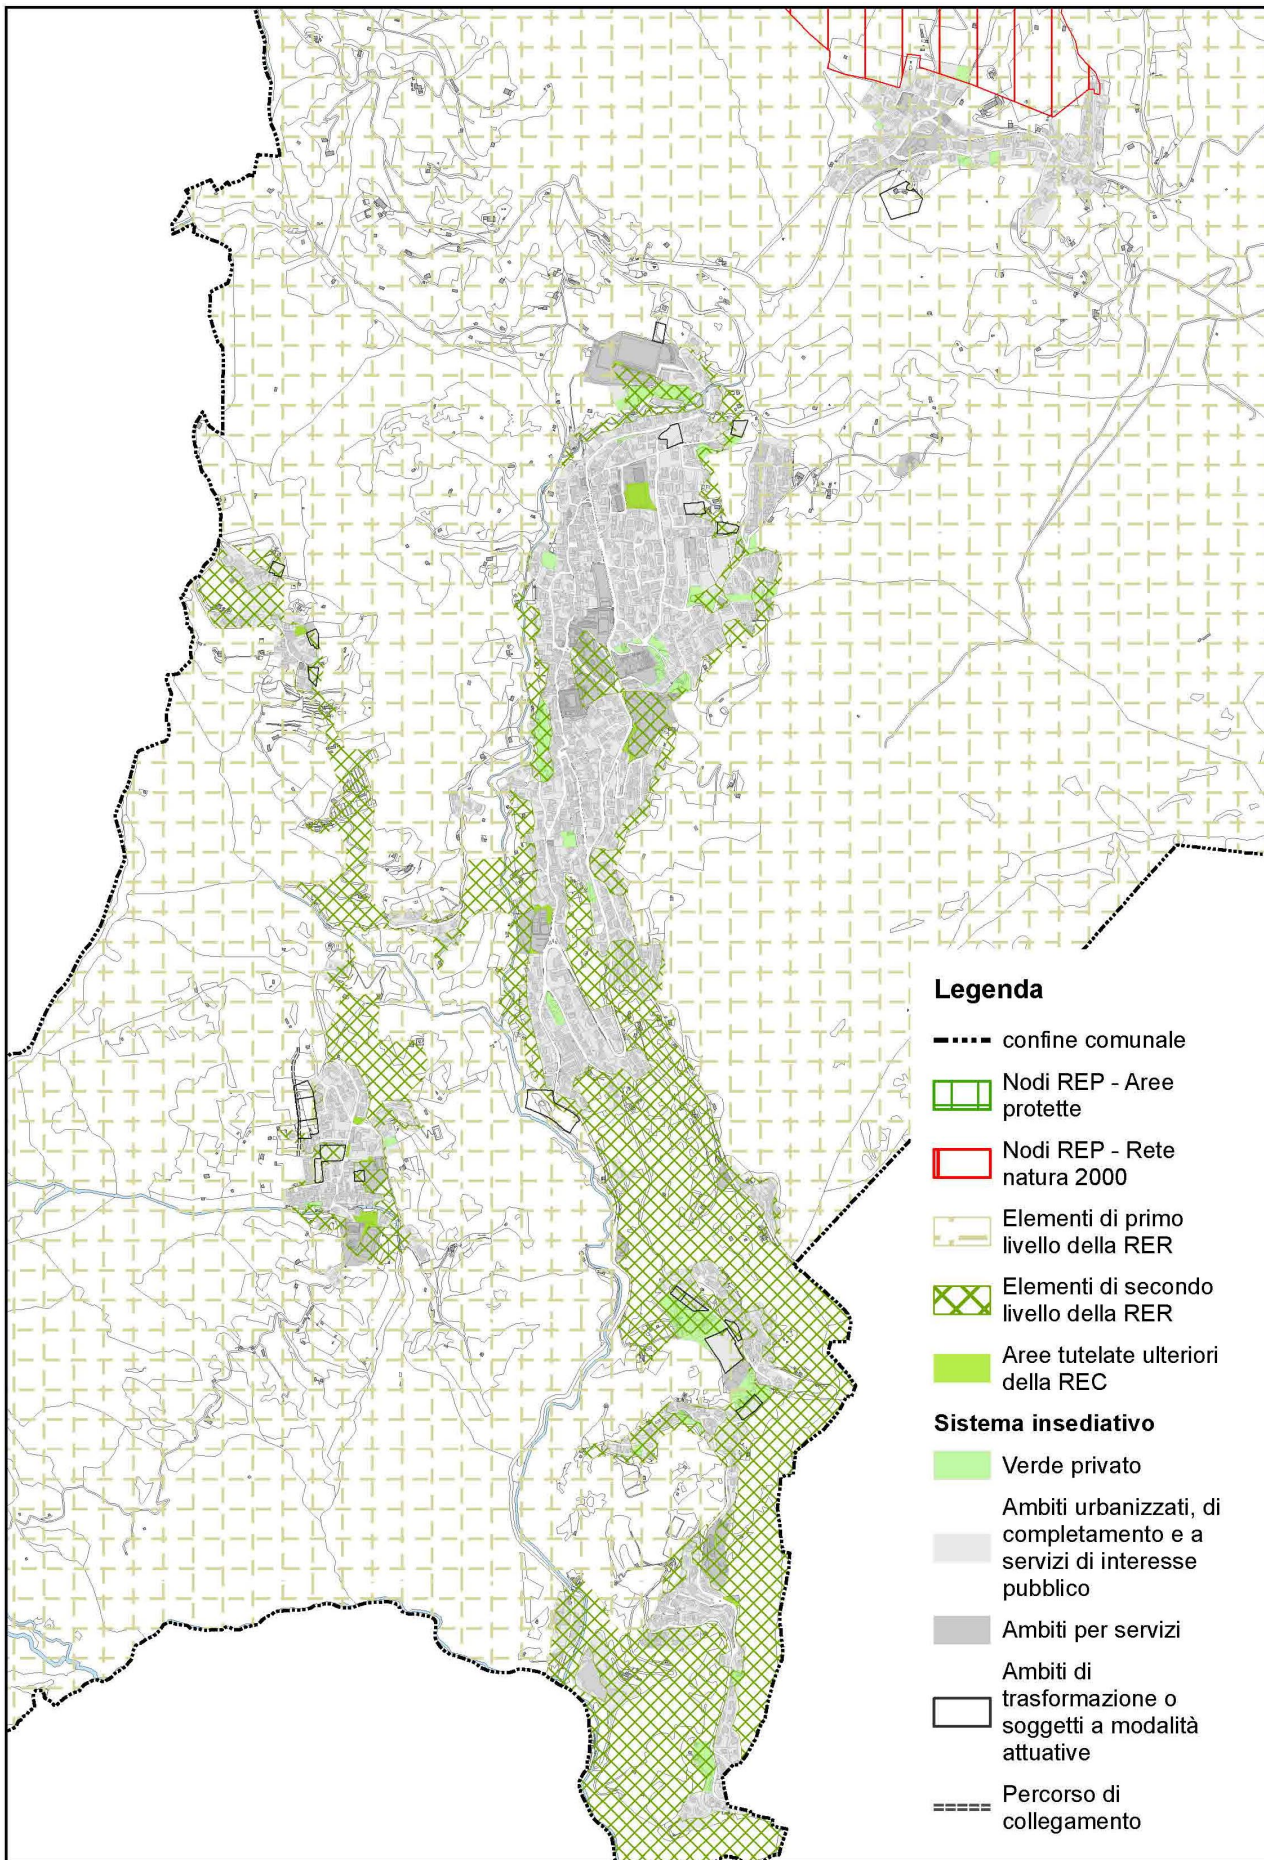 Legenda
confine comunale
Nodi REP - Aree
protette
Nodi REP - Rete
natura 2000
Elementi di primo
livello della RER
Elementi di secondo
livello della RER
Aree tutelate ulteriori
della REC
Sistema insediativo
Verde privato
Ambiti urbanizzati, di
completamento e a
servizi di interesse
pubblico
Ambiti per servizi
Ambiti di
trasformazione o
soggetti a modalità
attuative
Percorso di
collegamento